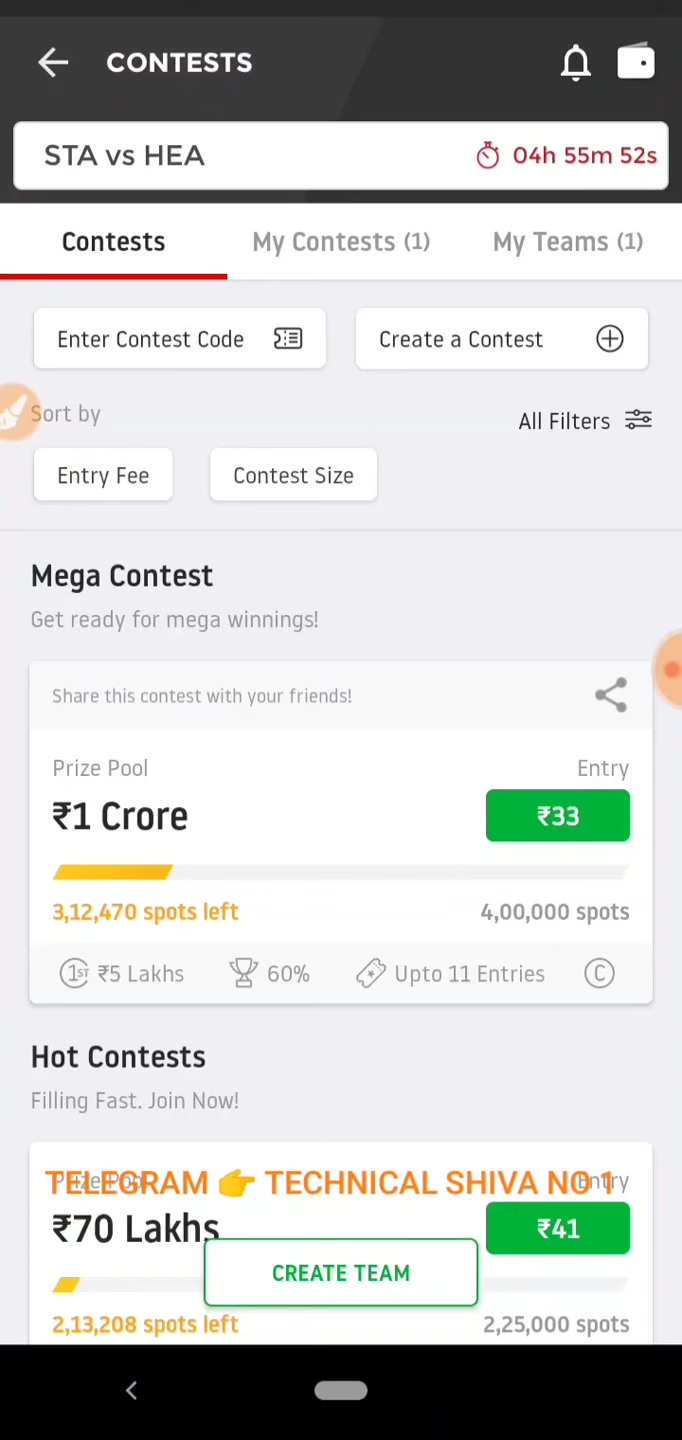 CONTESTS
STA vs HEA 04h 55m 52s
Contests My Contests (1) My Teams (1)
Enter Contest Code Create a Contest
Sort by All Filters
Entry Fee Contest Size
Mega Contest
Get ready for mega winnings!
Share this contest with your friends!
Prize Pool Entry
₹1 Crore ₹33
3,12,470 spots left 4,00,000 spots
1ST ₹5 Lakhs 60% Upto 11 Entries C
Hot Contests
Filling Fast. Join Now!
Prize Pool Entry
TELEGRAM 👉 TECHNICAL SHIVA NO 1
₹70 Lakhs ₹41
CREATE TEAM
2,13,208 spots left 2,25,000 spots